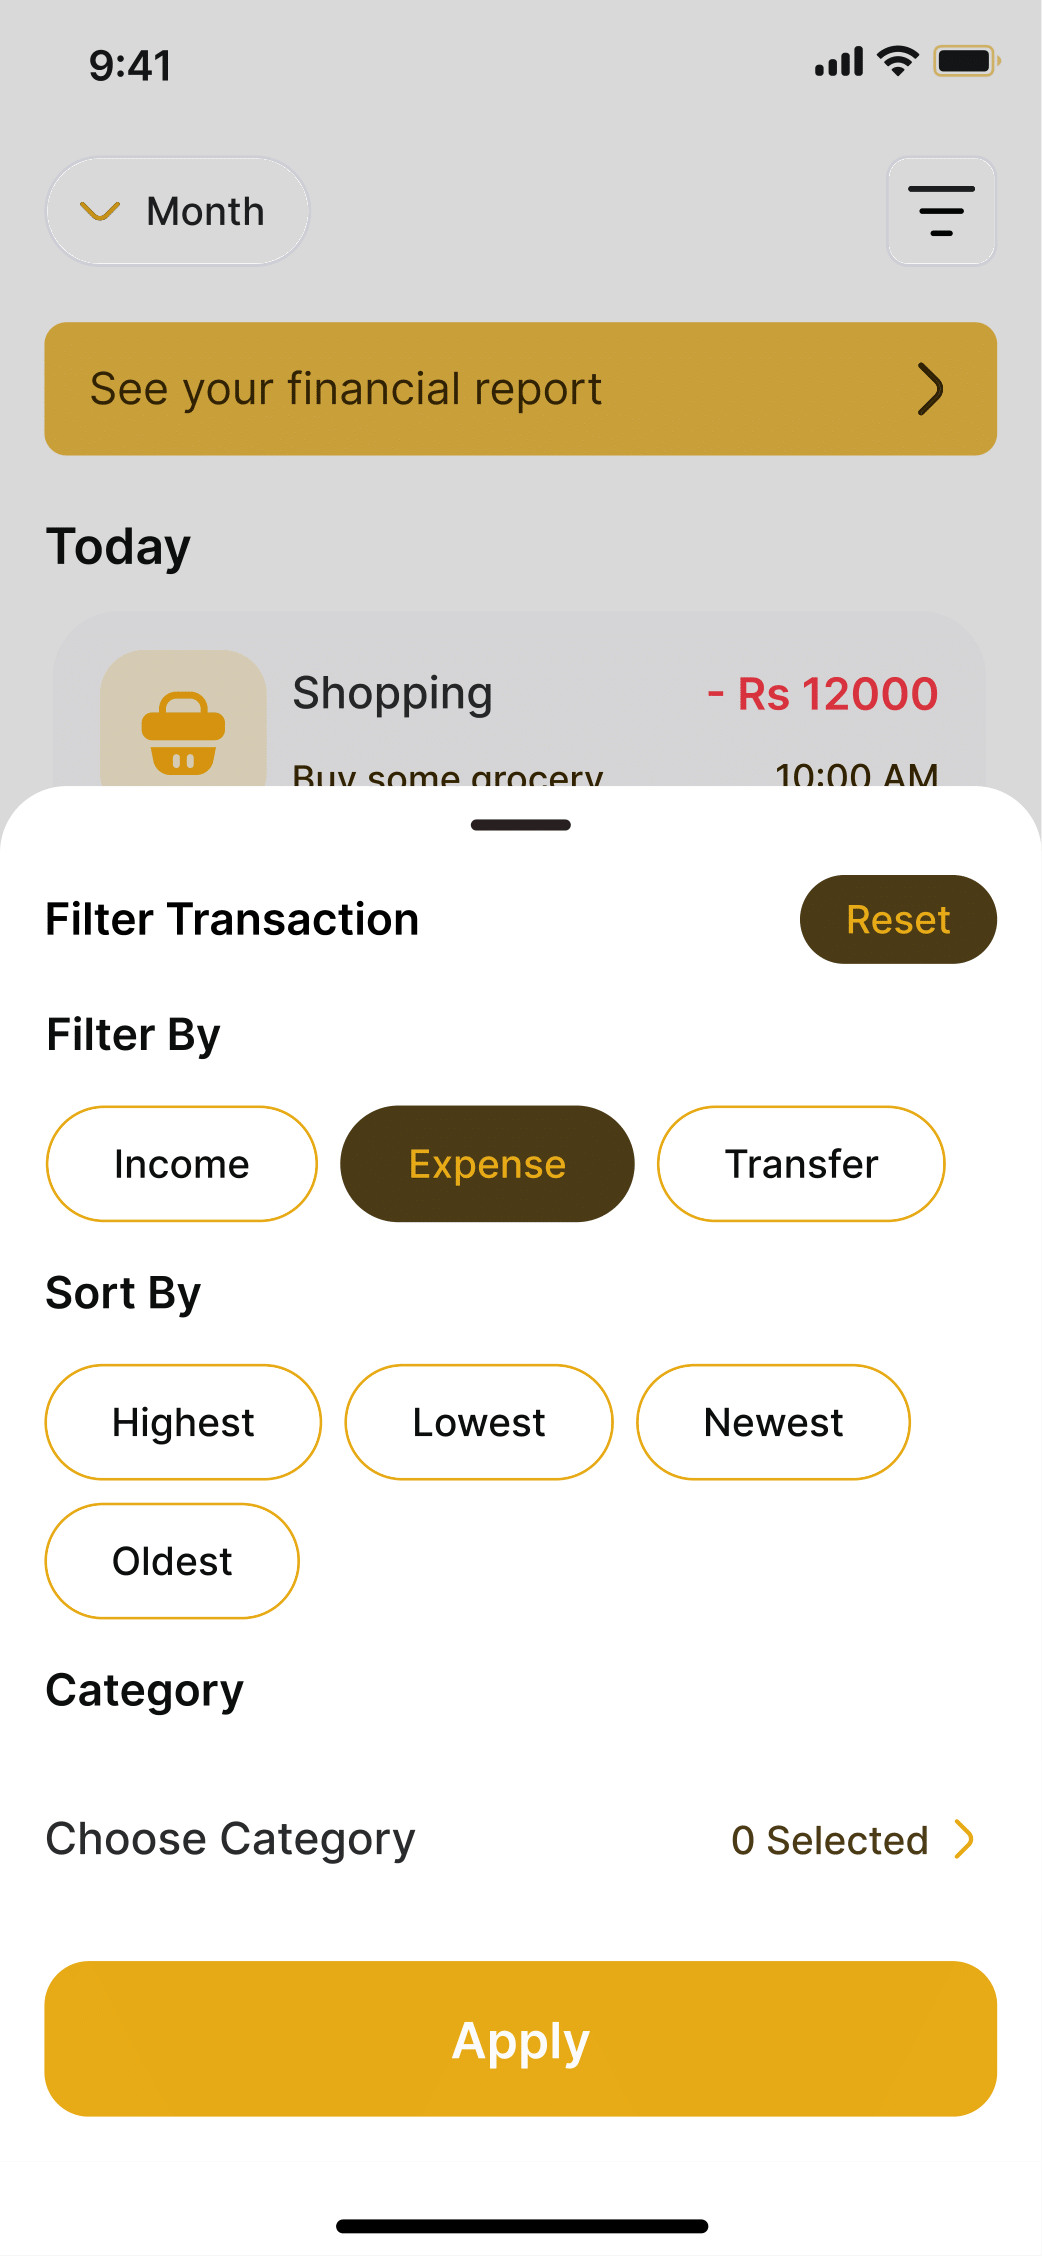 9:41
Month
See your financial report
Today
Shopping - Rs 12000
Buy some grocery 10:00 AM
Filter Transaction Reset
Filter By
Income Expense Transfer
Sort By
Highest Lowest Newest
Oldest
Category
Choose Category 0 Selected
Apply